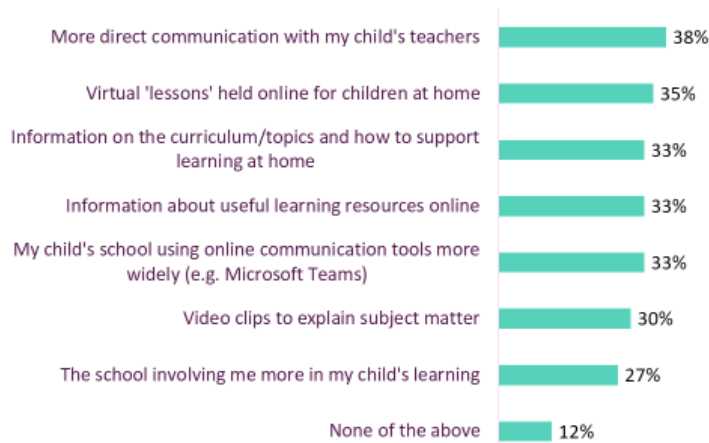 More direct communication with my child's teachers 38%
Virtual 'lessons' held online for children at home 35%
Information on the curriculum/topics and how to support
learning at home 33%
Information about useful learning resources online 33%
My child's school using online communication tools more
widely (e.g. Microsoft Teams) 33%
Video clips to explain subject matter 30%
The school involving me more in my child's learning 27%
None of the above 12%